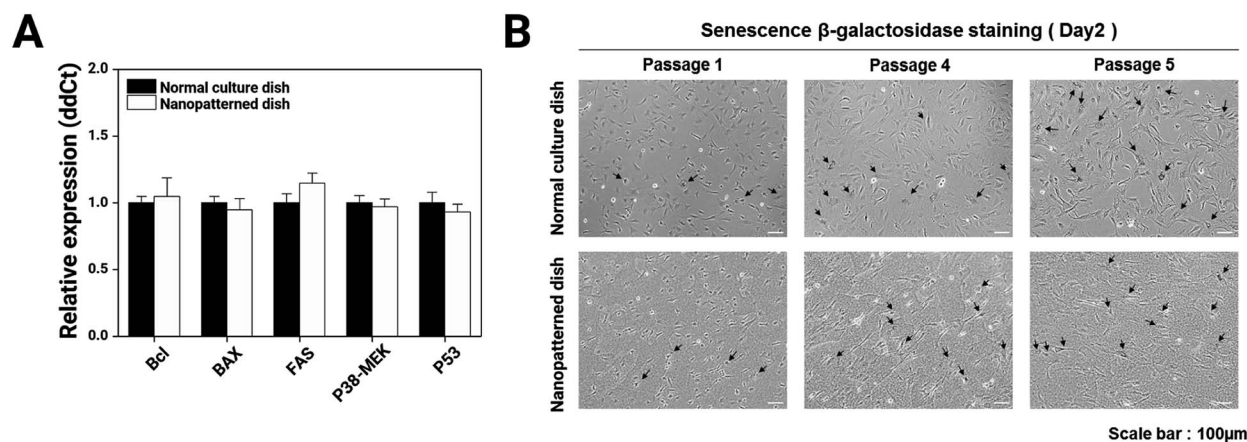 A
Relative expression (ddCt)
2.0
1.5
1.0
0.5
0.0
Normal culture dish
Nanopatterned dish
Bcl
BAX
FAS
P38-MEK
P53
B
Senescence β-galactosidase staining ( Day2 )
Passage 1
Passage 4
Passage 5
Normal culture dish
Nanopatterned dish
Scale bar : 100μm